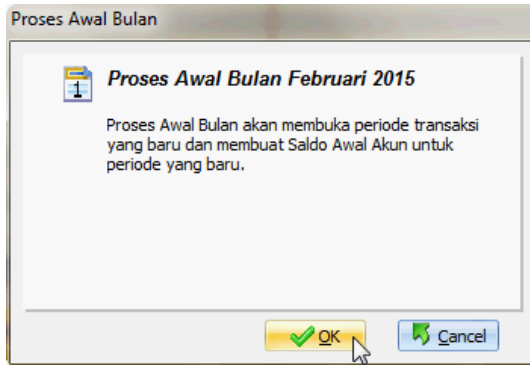 Proses Awal Bulan
Proses Awal Bulan Februari 2015
1
Proses Awal Bulan akan membuka periode transaksi
yang baru dan membuat Saldo Awal Akun untuk
periode yang baru.
OK
Cancel